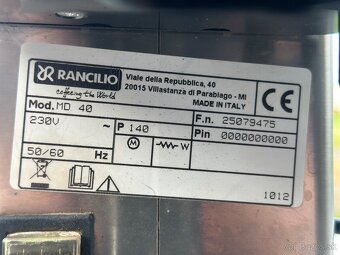 RANCILIO
coffeeing the World
Viale della Repubblica, 40
20015 Villastanza di Parabiago - MI
MADE IN ITALY
CE
Mod. MD 40
F.n. 25079475
230V ~ P 140
Pin 0000000000
50/60 Hz
M W
1012